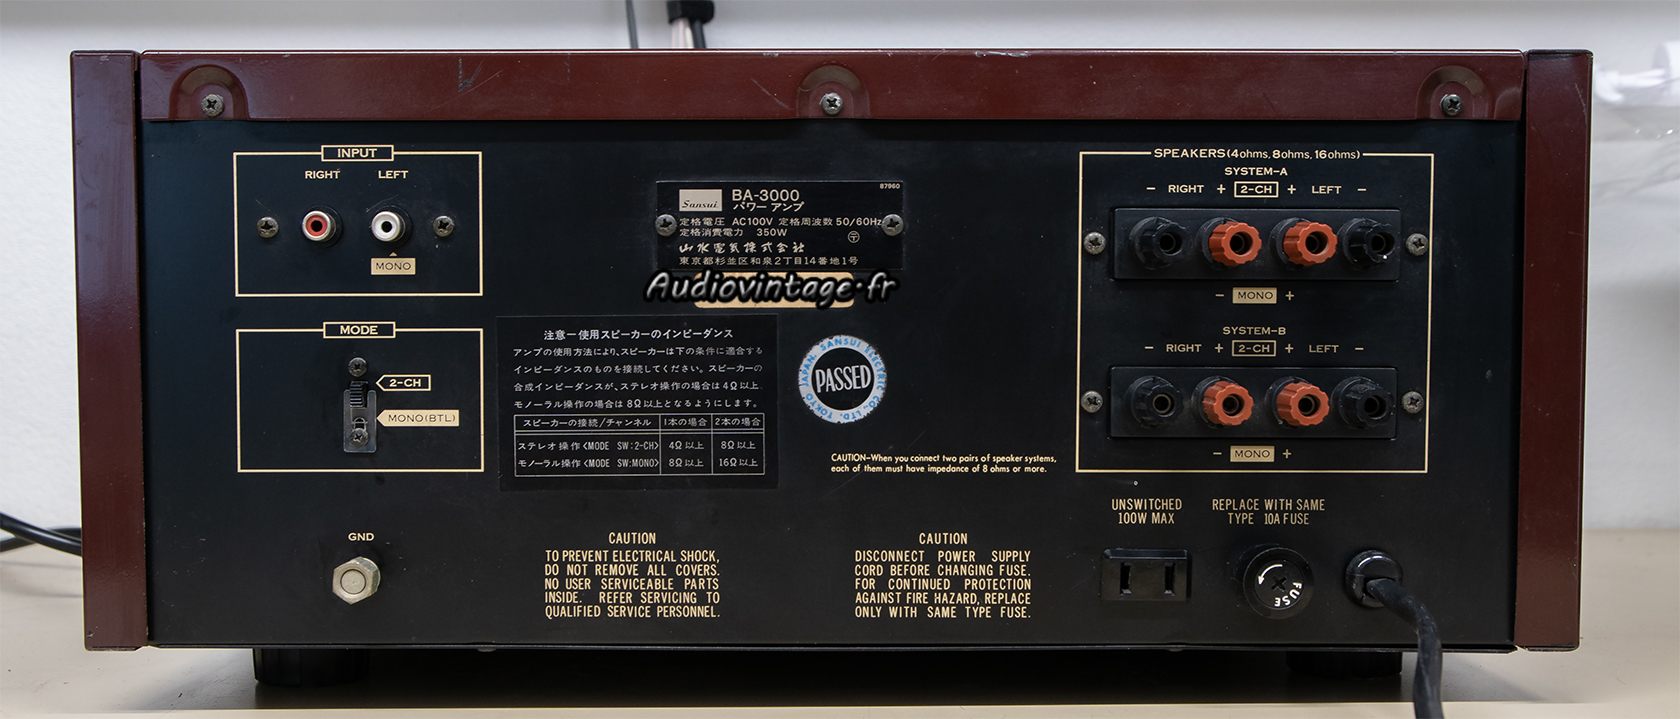 INPUT
RIGHT LEFT
MONO
MODE
2-CH
MONO(BTL)
GND
87960
Sansui
BA-3000
パワー アンプ
定格電圧 AC100V 定格周波数 50/60Hz
定格消費電力 350W
〒
山水電気株式会社
東京都杉並区和泉2丁目14番地1号
Audiovintage.fr
注意－使用スピーカーのインピーダンス
アンプの使用方法により、スピーカーは下の条件に適合する
インピーダンスのものを接続してください。スピーカーの
合成インピーダンスが、ステレオ操作の場合は4Ω以上
モノーラル操作の場合は8Ω以上となるようにします。
スピーカーの接続/チャンネル 1本の場合 2本の場合
ステレオ操作<MODE SW:2-CH> 4Ω以上 8Ω以上
モノーラル操作<MODE SW:MONO> 8Ω以上 16Ω以上
TOKYO JAPAN. SANSUI ELECTRIC CO., LTD.
PASSED
CAUTION
TO PREVENT ELECTRICAL SHOCK,
DO NOT REMOVE ALL COVERS.
NO USER SERVICEABLE PARTS
INSIDE. REFER SERVICING TO
QUALIFIED SERVICE PERSONNEL.
CAUTION
DISCONNECT POWER SUPPLY
CORD BEFORE CHANGING FUSE.
FOR CONTINUED PROTECTION
AGAINST FIRE HAZARD, REPLACE
ONLY WITH SAME TYPE FUSE.
SPEAKERS(4ohms, 8ohms, 16ohms)
SYSTEM-A
− RIGHT + 2-CH + LEFT −
− MONO +
SYSTEM-B
− RIGHT + 2-CH + LEFT −
− MONO +
CAUTION—When you connect two pairs of speaker systems,
each of them must have impedance of 8 ohms or more.
UNSWITCHED
100W MAX
REPLACE WITH SAME
TYPE 10A FUSE
FUSE